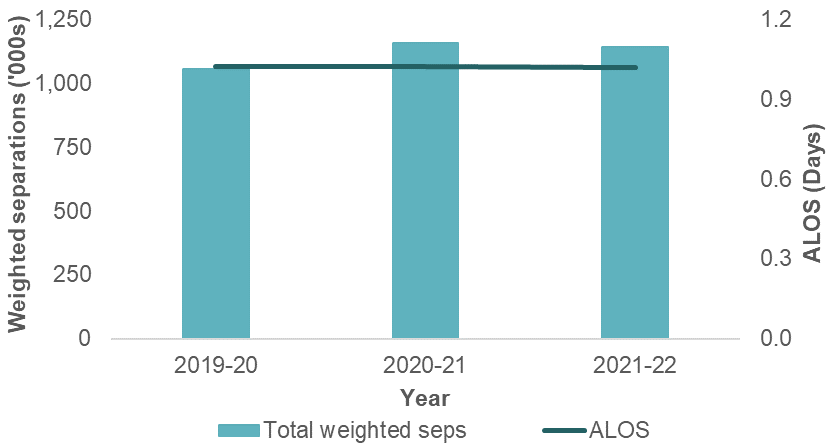 Weighted separations ('000s)
1,250
1,000
750
500
250
0
1.2
0.9
0.6
0.3
0.0
ALOS (Days)
2019-20 2020-21 2021-22
Year
Total weighted seps ALOS